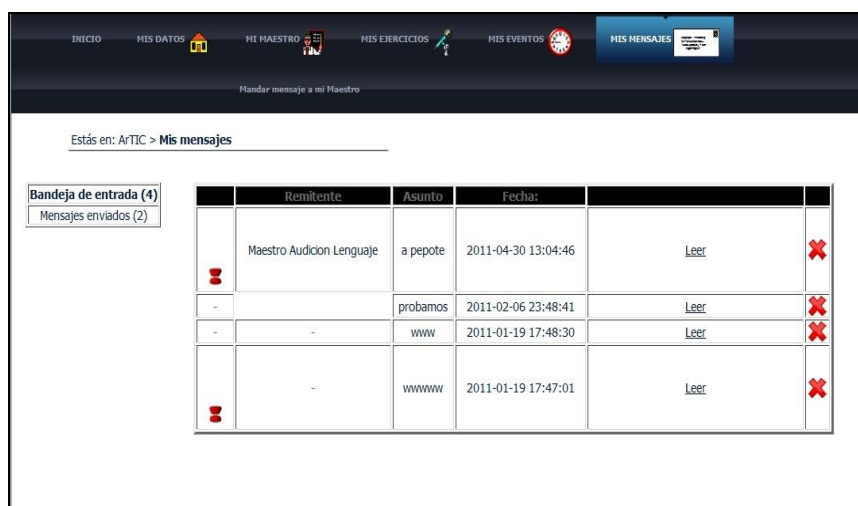 INICIO MIS DATOS MI MAESTRO MIS EJERCICIOS MIS EVENTOS MIS MENSAJES
Mandar mensaje a mi Maestro
Estás en: ArTIC > Mis mensajes
Bandeja de entrada (4)
Mensajes enviados (2)
Remitente Asunto Fecha:
Maestro Audicion Lenguaje a pepote 2011-04-30 13:04:46 Leer
- probamos 2011-02-06 23:48:41 Leer
- - www 2011-01-19 17:48:30 Leer
- wwwww 2011-01-19 17:47:01 Leer